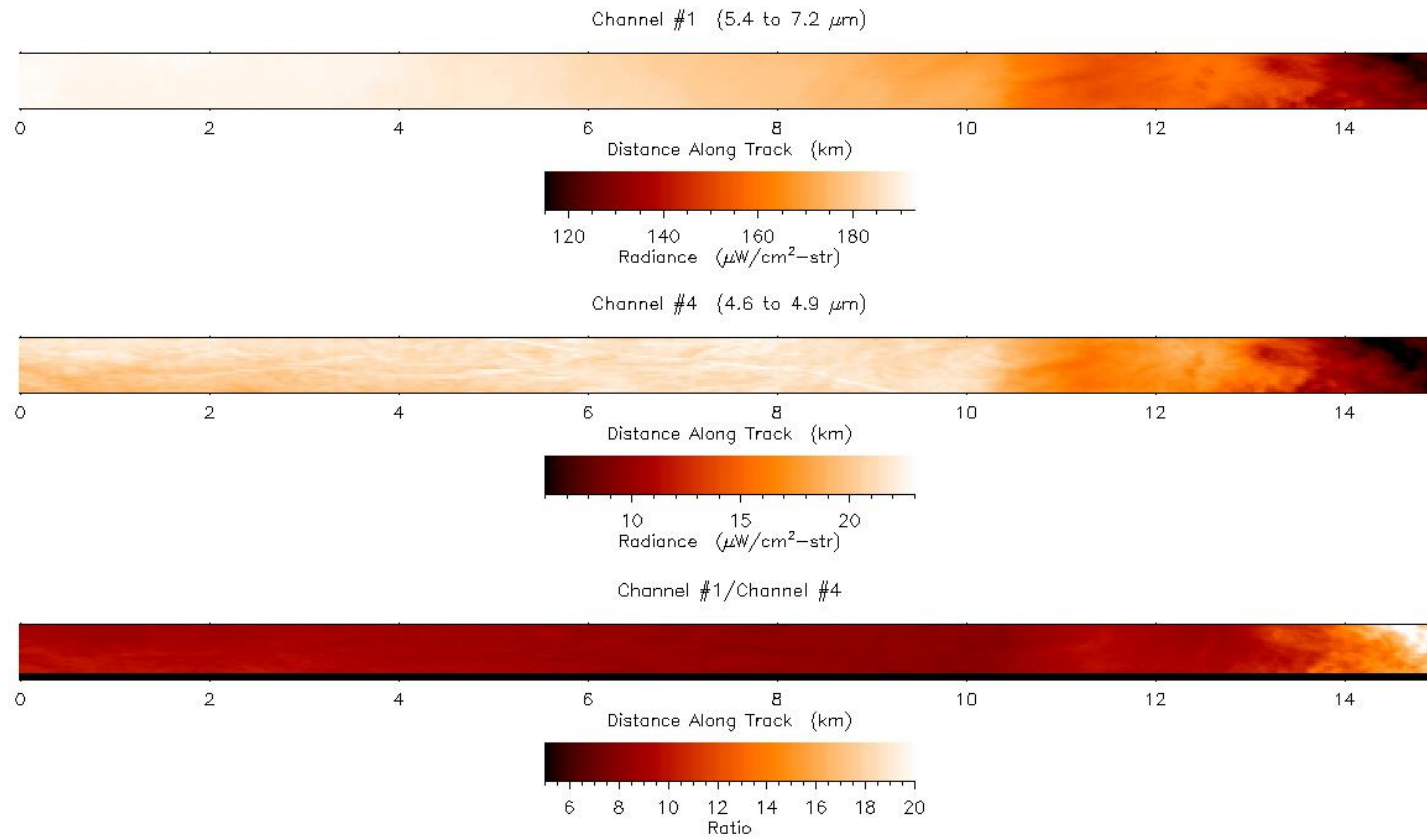 Channel #1 (5.4 to 7.2 μm)
0 2 4 6 8 10 12 14
Distance Along Track (km)
120 140 160 180
Radiance (μW/cm²-str)
Channel #4 (4.6 to 4.9 μm)
0 2 4 6 8 10 12 14
Distance Along Track (km)
10 15 20
Radiance (μW/cm²-str)
Channel #1/Channel #4
0 2 4 6 8 10 12 14
Distance Along Track (km)
6 8 10 12 14 16 18 20
Ratio